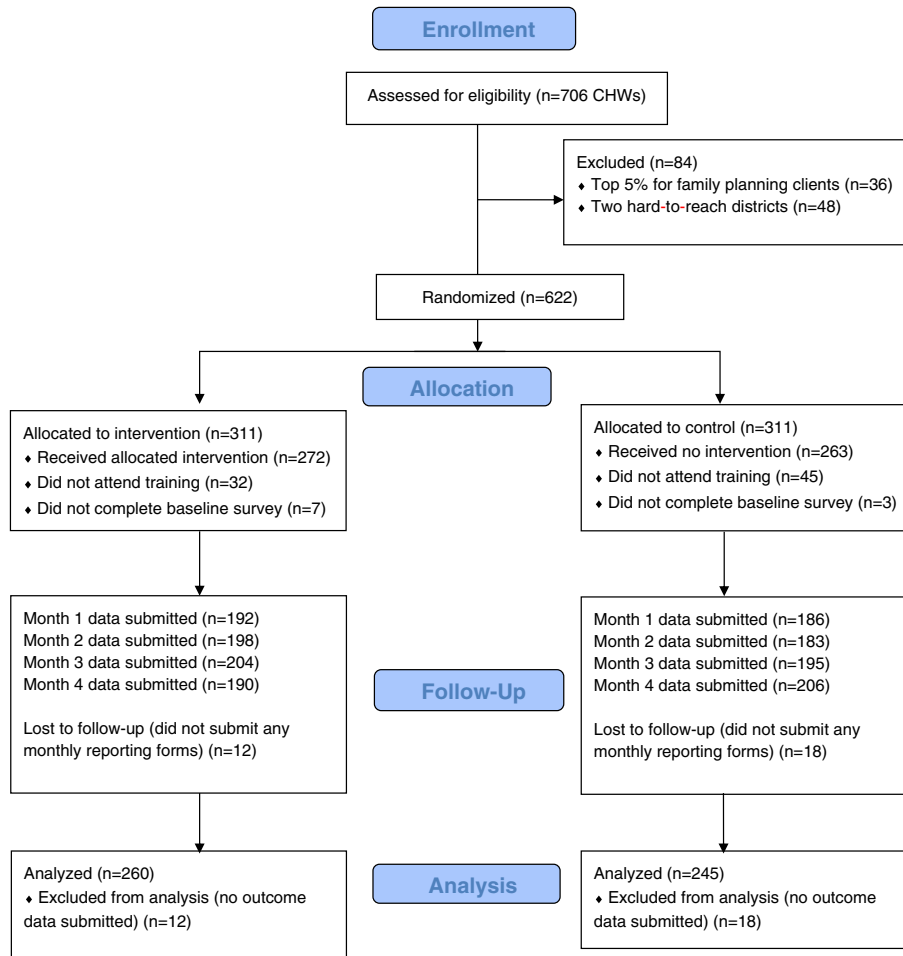 Enrollment
Assessed for eligibility (n=706 CHWs)
Excluded (n=84)
♦ Top 5% for family planning clients (n=36)
♦ Two hard-to-reach districts (n=48)
Randomized (n=622)
Allocation
Allocated to intervention (n=311)
♦ Received allocated intervention (n=272)
♦ Did not attend training (n=32)
♦ Did not complete baseline survey (n=7)
Allocated to control (n=311)
♦ Received no intervention (n=263)
♦ Did not attend training (n=45)
♦ Did not complete baseline survey (n=3)
Month 1 data submitted (n=192)
Month 2 data submitted (n=198)
Month 3 data submitted (n=204)
Month 4 data submitted (n=190)
Lost to follow-up (did not submit any
monthly reporting forms) (n=12)
Follow-Up
Month 1 data submitted (n=186)
Month 2 data submitted (n=183)
Month 3 data submitted (n=195)
Month 4 data submitted (n=206)
Lost to follow-up (did not submit any
monthly reporting forms) (n=18)
Analyzed (n=260)
♦ Excluded from analysis (no outcome
data submitted) (n=12)
Analysis
Analyzed (n=245)
♦ Excluded from analysis (no outcome
data submitted) (n=18)